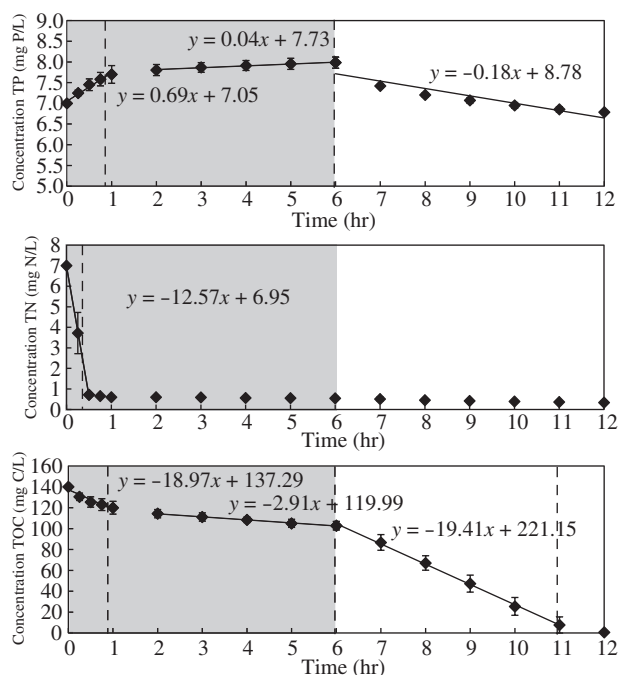 Concentration TP (mg P/L)
9.0
8.5
8.0
7.5
7.0
6.5
6.0
5.5
5.0
y = 0.04x + 7.73
y = −0.18x + 8.78
y = 0.69x + 7.05
0 1 2 3 4 5 6 7 8 9 10 11 12
Time (hr)
Concentration TN (mg N/L)
8
7
6
5
4
3
2
1
0
y = −12.57x + 6.95
0 1 2 3 4 5 6 7 8 9 10 11 12
Time (hr)
Concentration TOC (mg C/L)
160
140
120
100
80
60
40
20
0
y = −18.97x + 137.29
y = −2.91x + 119.99
y = −19.41x + 221.15
0 1 2 3 4 5 6 7 8 9 10 11 12
Time (hr)